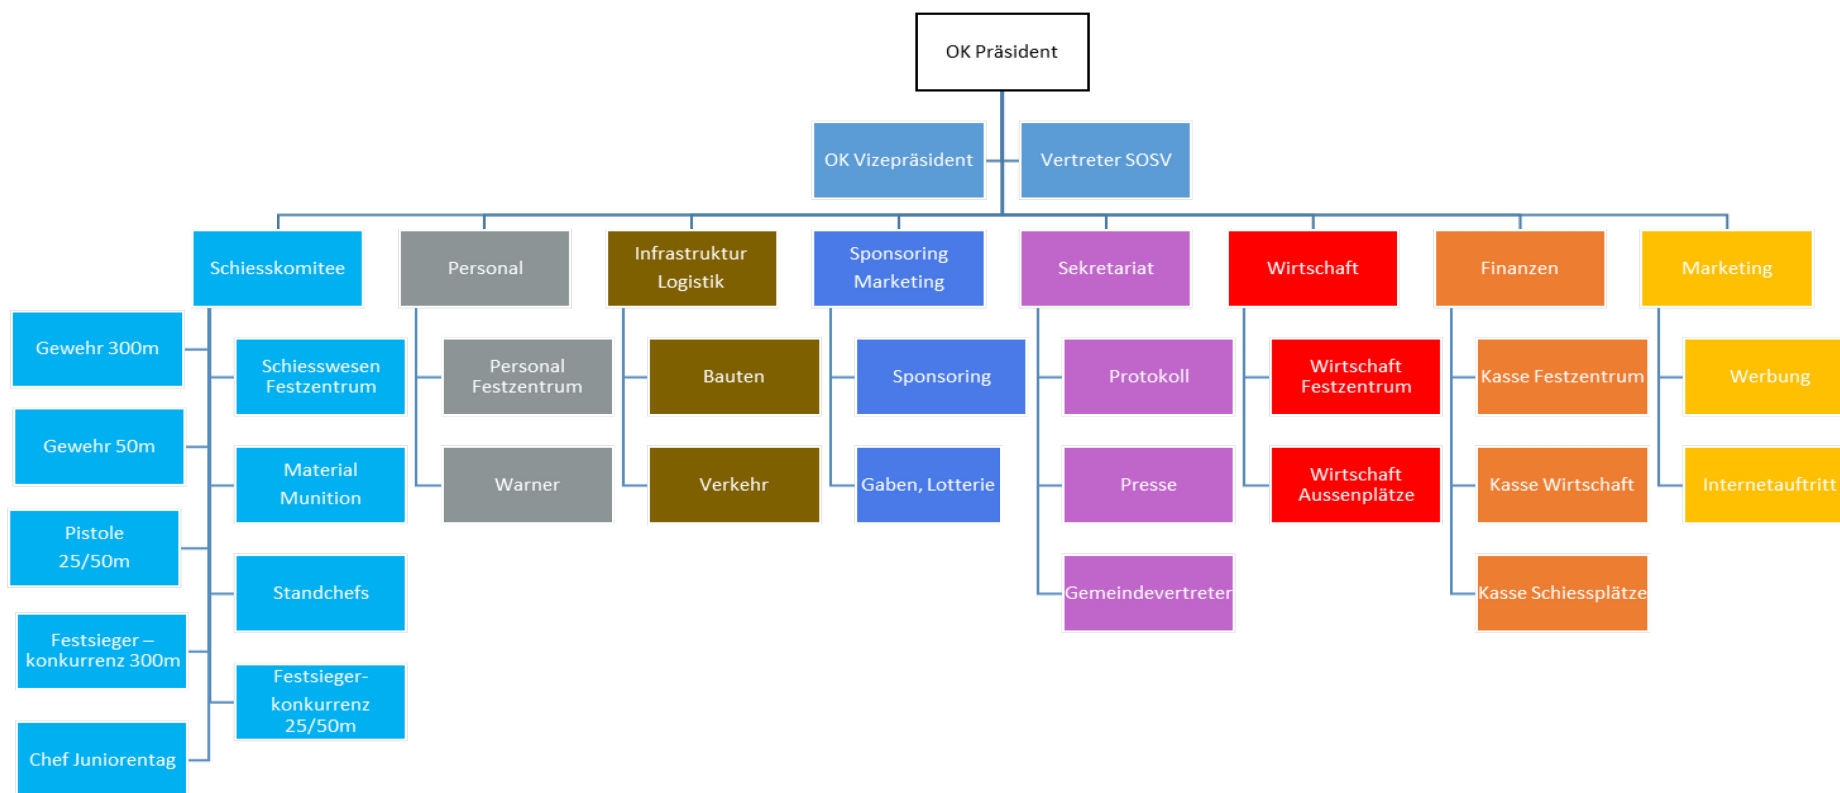 OK Präsident
OK Vizepräsident
Vertreter SOSV
Schiesskomitee
Personal
Infrastruktur
Logistik
Sponsoring
Marketing
Sekretariat
Wirtschaft
Finanzen
Marketing
Gewehr 300m
Gewehr 50m
Pistole
25/50m
Festsieger –
konkurrenz 300m
Chef Juniorentag
Schiesswesen
Festzentrum
Material
Munition
Standchefs
Festsieger-
konkurrenz
25/50m
Personal
Festzentrum
Warner
Bauten
Verkehr
Sponsoring
Gaben, Lotterie
Protokoll
Presse
Gemeindevertreter
Wirtschaft
Festzentrum
Wirtschaft
Aussenplätze
Kasse Festzentrum
Kasse Wirtschaft
Kasse Schiessplätze
Werbung
Internetauftritt